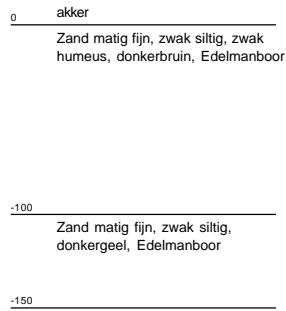 akker
0
Zand matig fijn, zwak siltig, zwak
humeus, donkerbruin, Edelmanboor
-100
Zand matig fijn, zwak siltig,
donkergeel, Edelmanboor
-150